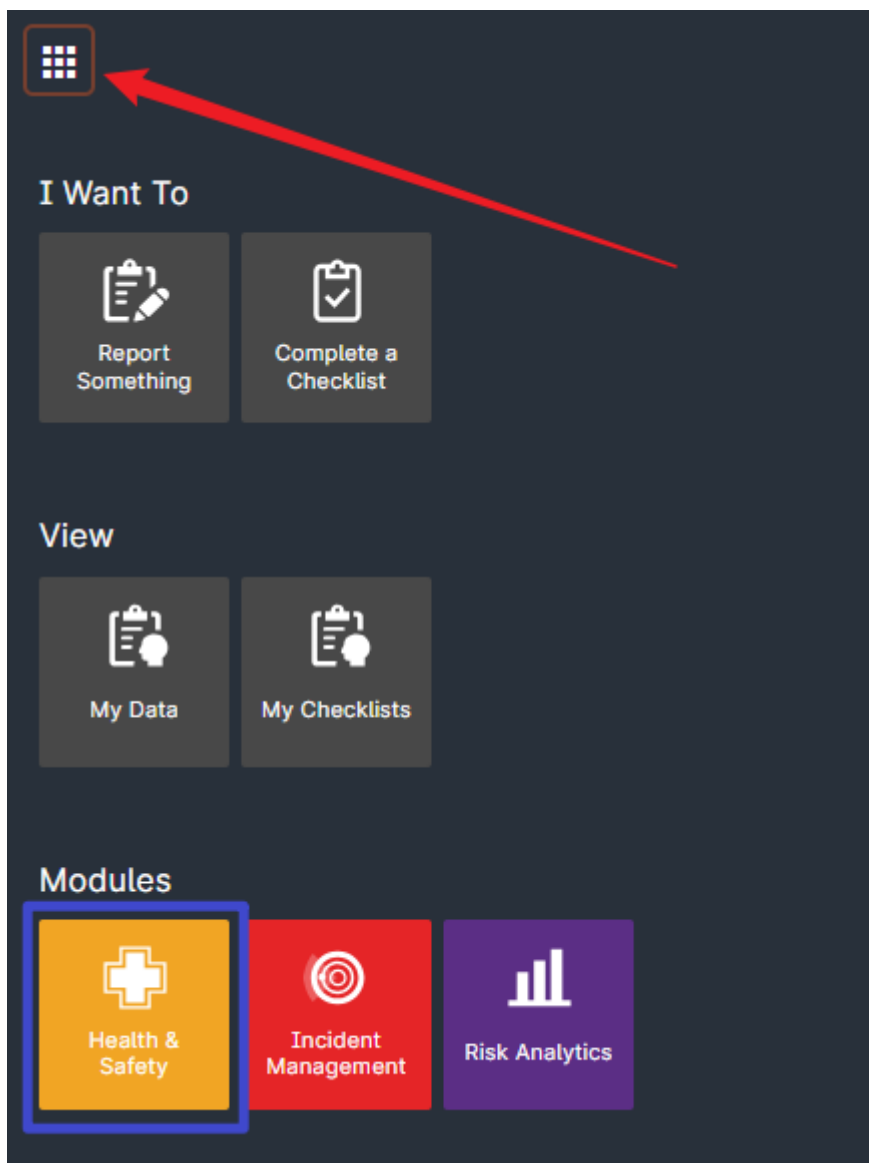 I Want To
Report
Something
Complete a
Checklist
View
My Data
My Checklists
Modules
Health &
Safety
Incident
Management
Risk Analytics